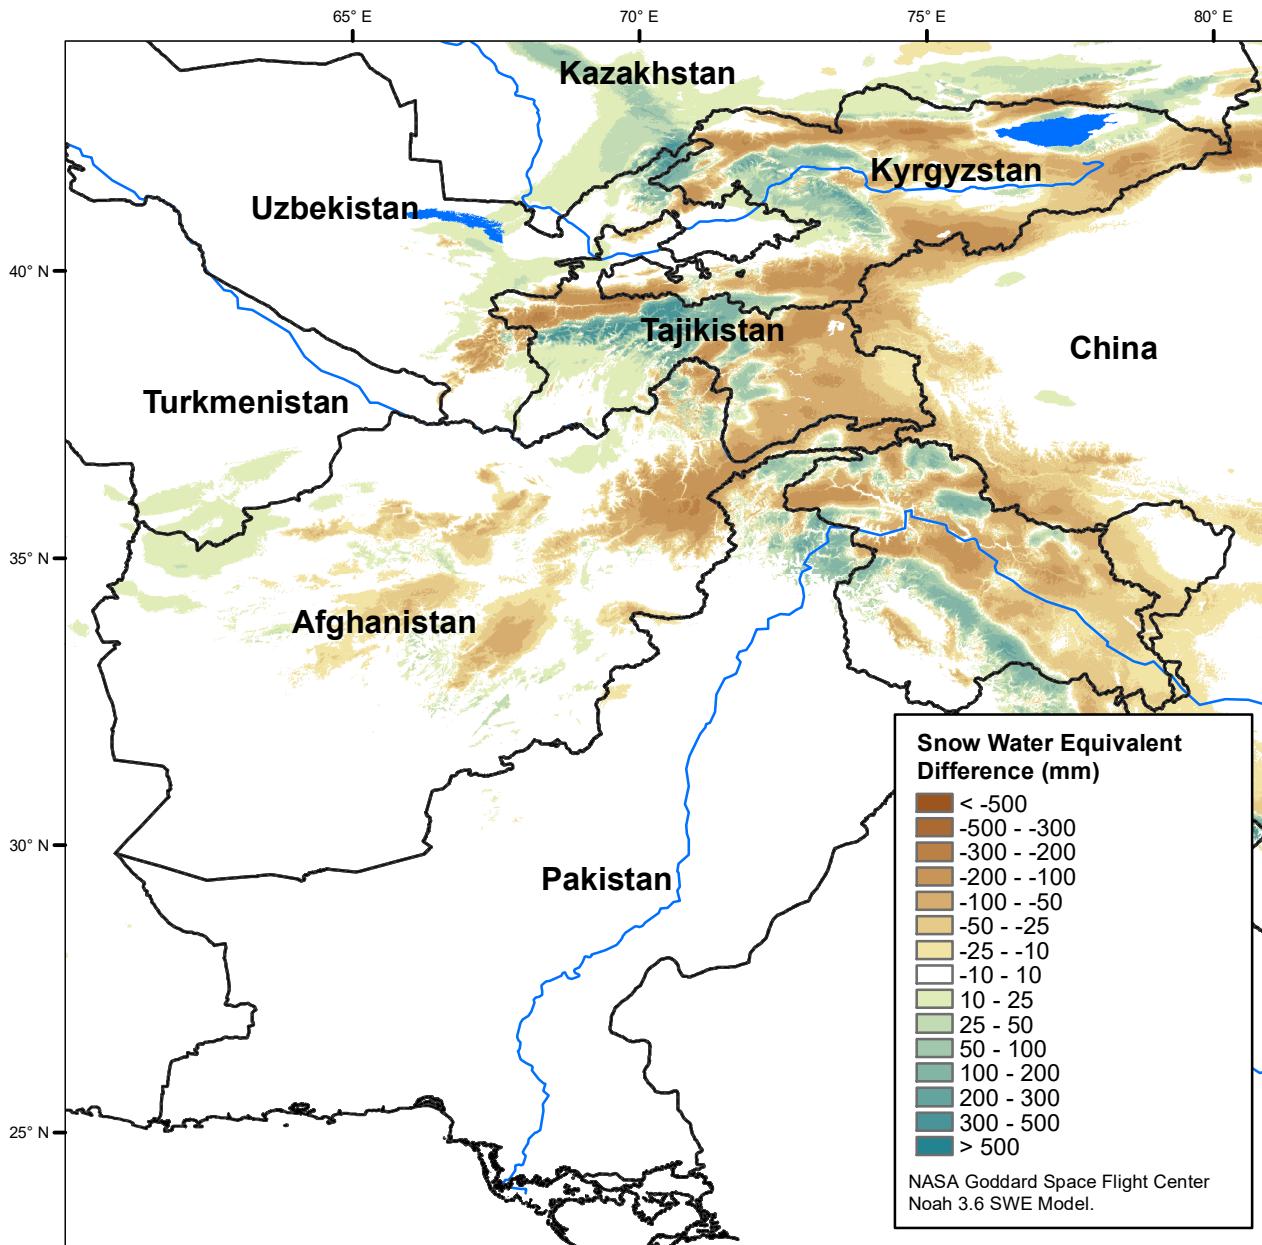 65° E
70° E
75° E
80° E
Kazakhstan
Kyrgyzstan
Uzbekistan
40° N
Tajikistan
China
Turkmenistan
35° N
Afghanistan
Snow Water Equivalent
Difference (mm)
< -500
-500 - -300
-300 - -200
-200 - -100
-100 - -50
-50 - -25
-25 - -10
-10 - 10
10 - 25
25 - 50
50 - 100
100 - 200
200 - 300
300 - 500
> 500
NASA Goddard Space Flight Center
Noah 3.6 SWE Model.
30° N
Pakistan
25° N